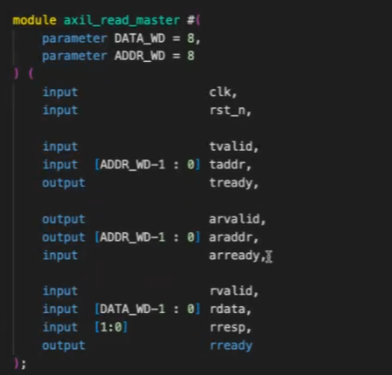 module axil_read_master #(
parameter DATA_WD = 8,
parameter ADDR_WD = 8
) (
input clk,
input rst_n,
input tvalid,
input [ADDR_WD-1 : 0] taddr,
output tready,
output arvalid,
output [ADDR_WD-1 : 0] araddr,
input arready,
input rvalid,
input [DATA_WD-1 : 0] rdata,
input [1:0] rresp,
output rready
);